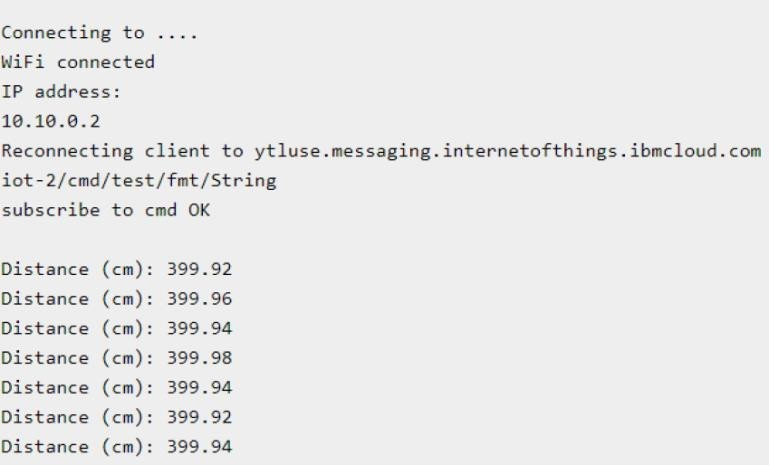 Connecting to ....
WiFi connected
IP address:
10.10.0.2
Reconnecting client to ytluse.messaging.internetofthings.ibmcloud.com
iot-2/cmd/test/fmt/String
subscribe to cmd OK
Distance (cm): 399.92
Distance (cm): 399.96
Distance (cm): 399.94
Distance (cm): 399.98
Distance (cm): 399.94
Distance (cm): 399.92
Distance (cm): 399.94